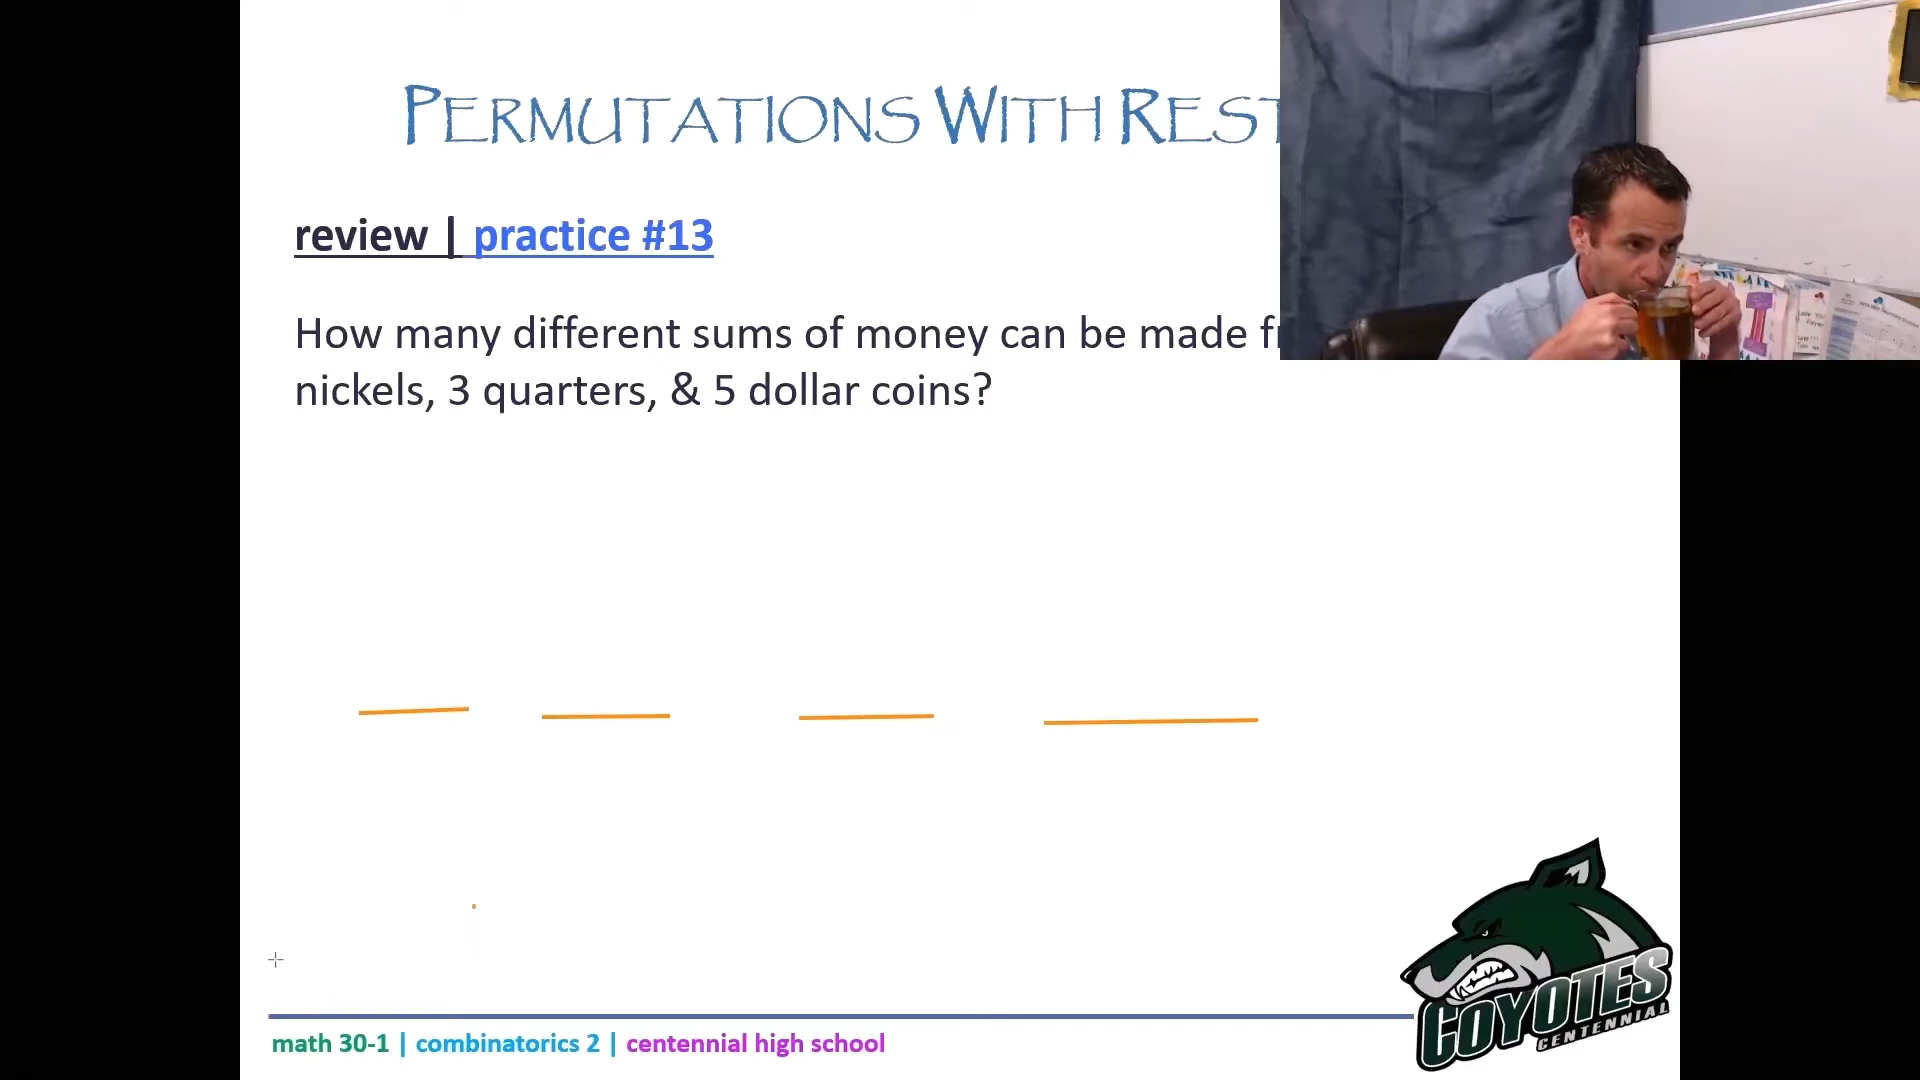 PERMUTATIONS WITH REST
review | practice #13
How many different sums of money can be made
nickels, 3 quarters, & 5 dollar coins?
math 30-1 | combinatorics 2 | centennial high school
COYOTES
CENTENNIAL